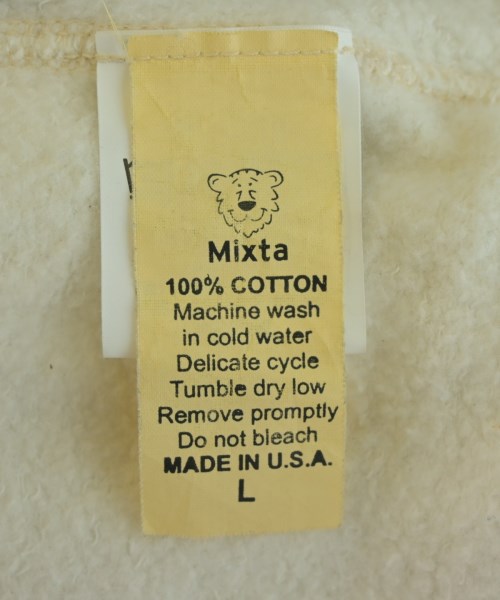 Mixta
100% COTTON
Machine wash
in cold water
Delicate cycle
Tumble dry low
Remove promptly
Do not bleach
MADE IN U.S.A.
L